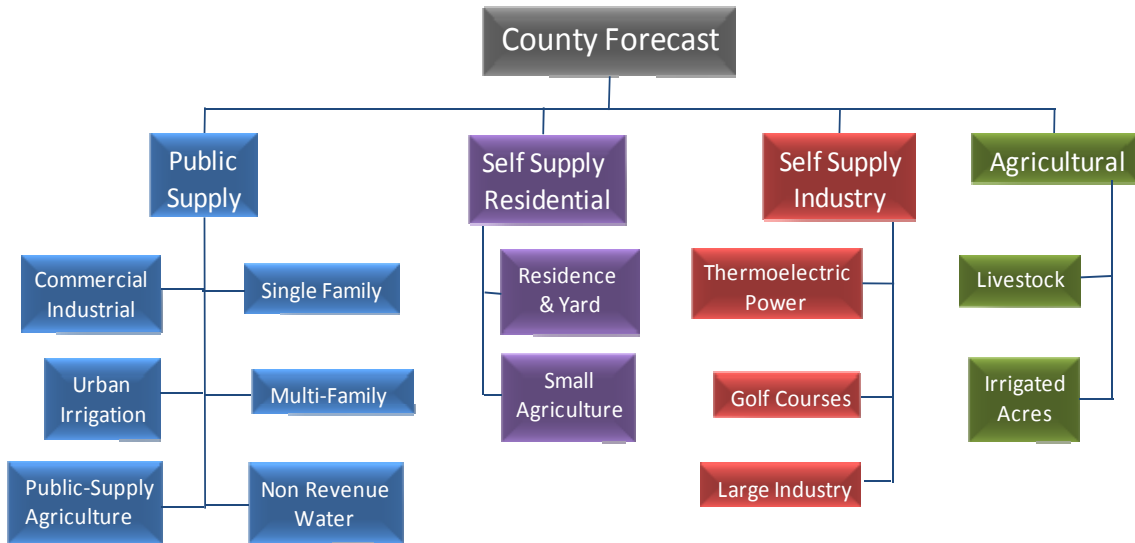 County Forecast
Public
Supply
Self Supply
Residential
Self Supply
Industry
Agricultural
Commercial
Industrial
Single Family
Urban
Irrigation
Multi-Family
Public-Supply
Agriculture
Non Revenue
Water
Residence
& Yard
Small
Agriculture
Thermoelectric
Power
Golf Courses
Large Industry
Livestock
Irrigated
Acres